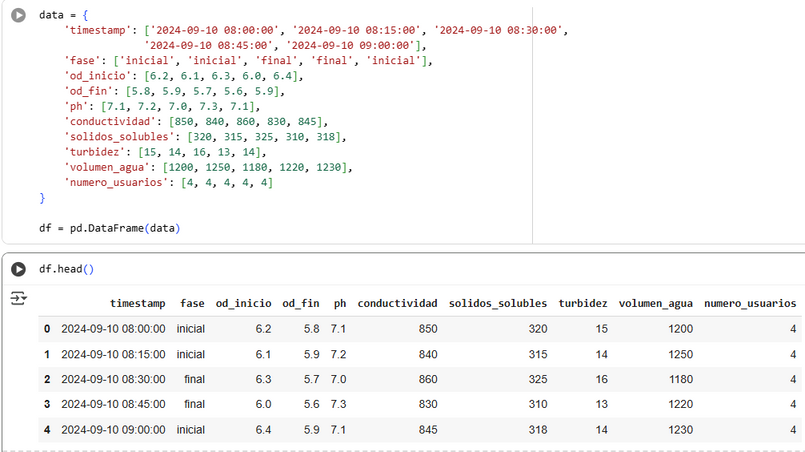 data = {
'timestamp': ['2024-09-10 08:00:00', '2024-09-10 08:15:00', '2024-09-10 08:30:00',
'2024-09-10 08:45:00', '2024-09-10 09:00:00'],
'fase': ['inicial', 'inicial', 'final', 'final', 'inicial'],
'od_inicio': [6.2, 6.1, 6.3, 6.0, 6.4],
'od_fin': [5.8, 5.9, 5.7, 5.6, 5.9],
'ph': [7.1, 7.2, 7.0, 7.3, 7.1],
'conductividad': [850, 840, 860, 830, 845],
'solidos_solubles': [320, 315, 325, 310, 318],
'turbidez': [15, 14, 16, 13, 14],
'volumen_agua': [1200, 1250, 1180, 1220, 1230],
'numero_usuarios': [4, 4, 4, 4, 4]
}
df = pd.DataFrame(data)
df.head()
timestamp fase od_inicio od_fin ph conductividad solidos_solubles turbidez volumen_agua numero_usuarios
0 2024-09-10 08:00:00 inicial 6.2 5.8 7.1 850 320 15 1200 4
1 2024-09-10 08:15:00 inicial 6.1 5.9 7.2 840 315 14 1250 4
2 2024-09-10 08:30:00 final 6.3 5.7 7.0 860 325 16 1180 4
3 2024-09-10 08:45:00 final 6.0 5.6 7.3 830 310 13 1220 4
4 2024-09-10 09:00:00 inicial 6.4 5.9 7.1 845 318 14 1230 4